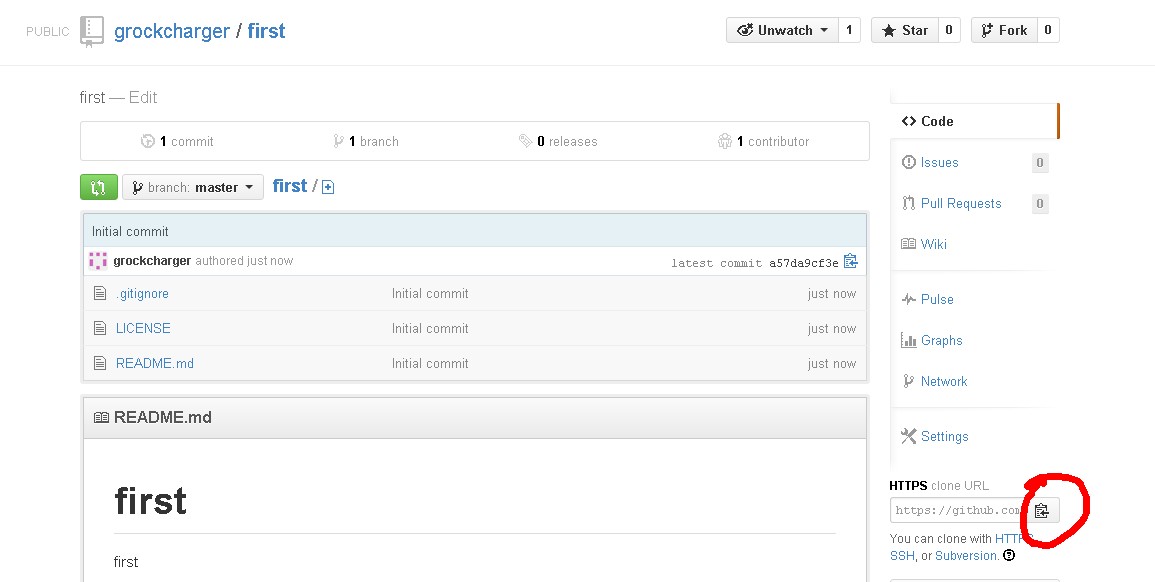 PUBLIC grockcharger / first Unwatch 1 Star 0 Fork 0
first — Edit
1 commit 1 branch 0 releases 1 contributor
branch: master first /
Initial commit
grockcharger authored just now latest commit a57da9cf3e
.gitignore Initial commit just now
LICENSE Initial commit just now
README.md Initial commit just now
README.md
first
first
Code
Issues 0
Pull Requests 0
Wiki
Pulse
Graphs
Network
Settings
HTTPS clone URL
https://github.com
You can clone with HTTPS,
SSH, or Subversion.